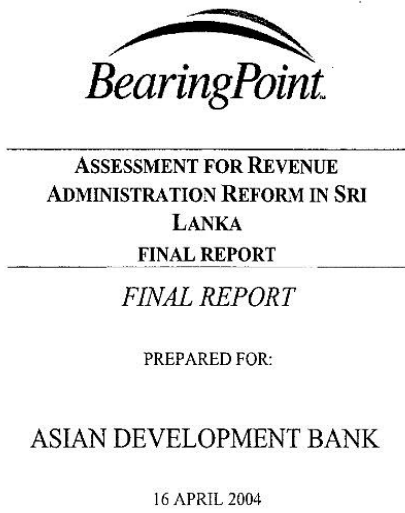 BearingPoint
ASSESSMENT FOR REVENUE
ADMINISTRATION REFORM IN SRI
LANKA
FINAL REPORT
FINAL REPORT
PREPARED FOR:
ASIAN DEVELOPMENT BANK
16 APRIL 2004